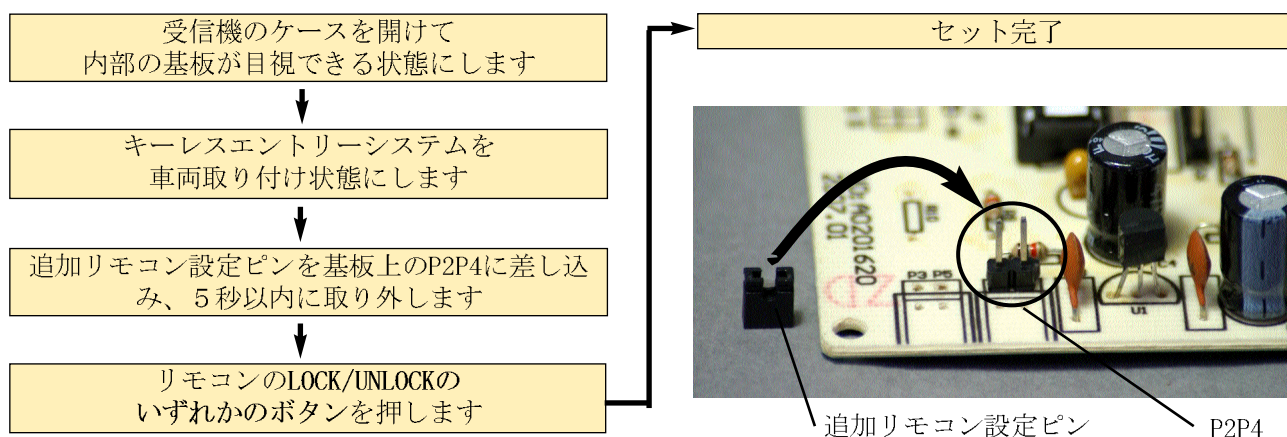 受信機のケースを開けて
内部の基板が目視できる状態にします
キーレスエントリーシステムを
車両取り付け状態にします
追加リモコン設定ピンを基板上のP2P4に差し込
み、５秒以内に取り外します
リモコンのLOCK/UNLOCKの
いずれかのボタンを押します
セット完了
R10
P3 P5
U1
追加リモコン設定ピン
P2P4